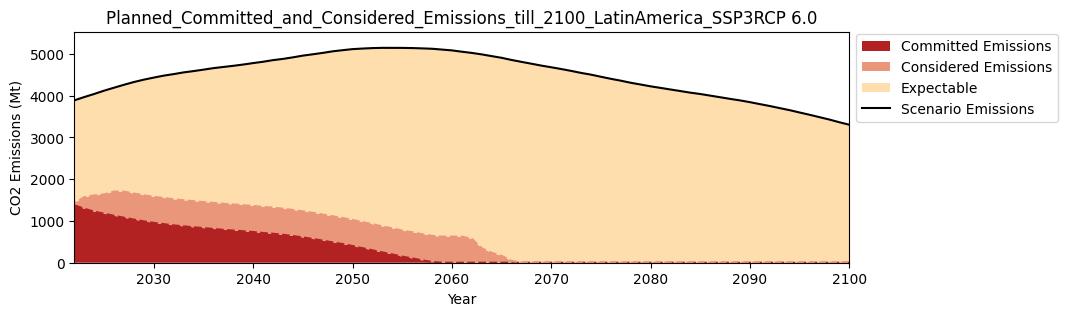 Planned_Committed_and_Considered_Emissions_till_2100_LatinAmerica_SSP3RCP 6.0
Committed Emissions
Considered Emissions
Expectable
Scenario Emissions
CO2 Emissions (Mt)
5000
4000
3000
2000
1000
0
2030 2040 2050 2060 2070 2080 2090 2100
Year